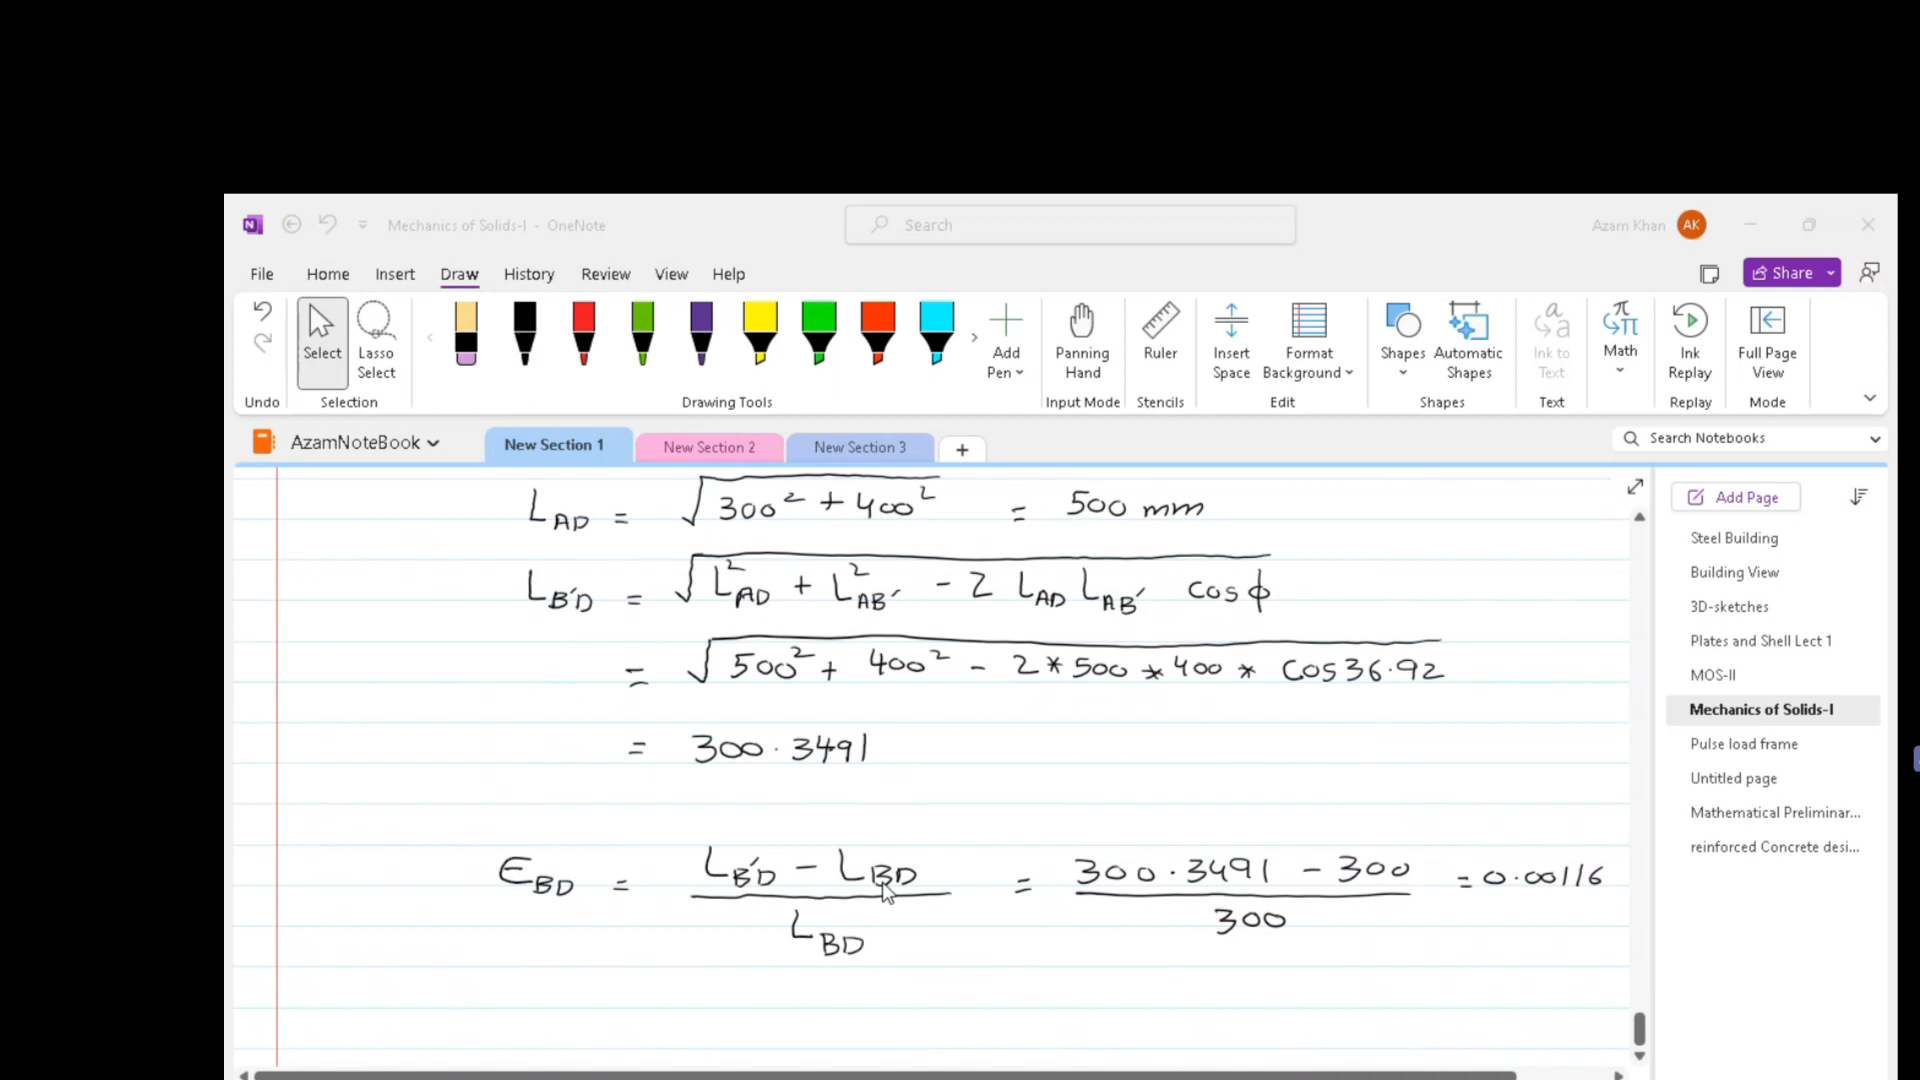 Mechanics of Solids-I - OneNote
Search
Azam Khan
AK
File Home Insert Draw History Review View Help
Share
Select
Lasso Select
Add Pen
Panning Hand
Ruler
Insert Space
Format Background
Shapes
Automatic Shapes
Ink to Text
Math
Ink Replay
Full Page View
Undo Selection Drawing Tools Input Mode Stencils Edit Shapes Text Replay Mode
AzamNoteBook
New Section 1
New Section 2
New Section 3
+
Search Notebooks
L_AD = √(300² + 400²) = 500 mm
L_B'D = √(L²_AD + L²_AB' - 2 L_AD L_AB' cos ϕ)
= √(500² + 400² - 2*500*400* cos36.92)
= 300.3491
ϵ_BD = (L_B'D - L_BD) / L_BD = (300.3491 - 300) / 300 = 0.00116
Add Page
Steel Building
Building View
3D-sketches
Plates and Shell Lect 1
MOS-II
Mechanics of Solids-I
Pulse load frame
Untitled page
Mathematical Preliminar...
reinforced Concrete desi...